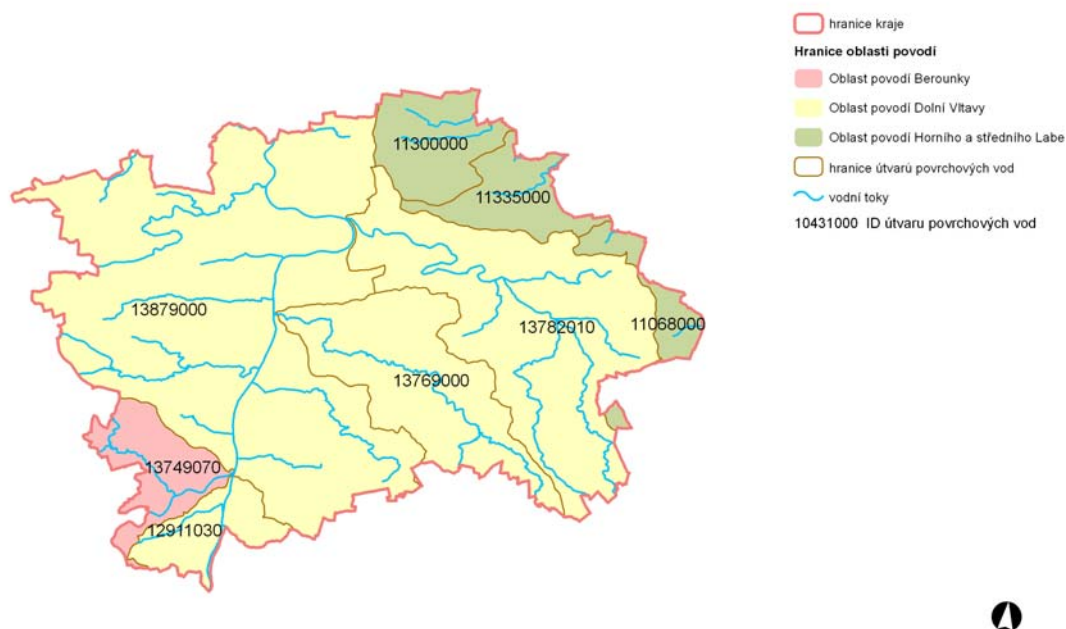 hranice kraje
Hranice oblasti povodí
Oblast povodí Berounky
Oblast povodí Dolní Vltavy
Oblast povodí Horního a středního Labe
hranice útvarů povrchových vod
vodní toky
10431000 ID útvaru povrchových vod
11300000
11335000
13879000
13782010
11068000
13769000
13749070
12911030